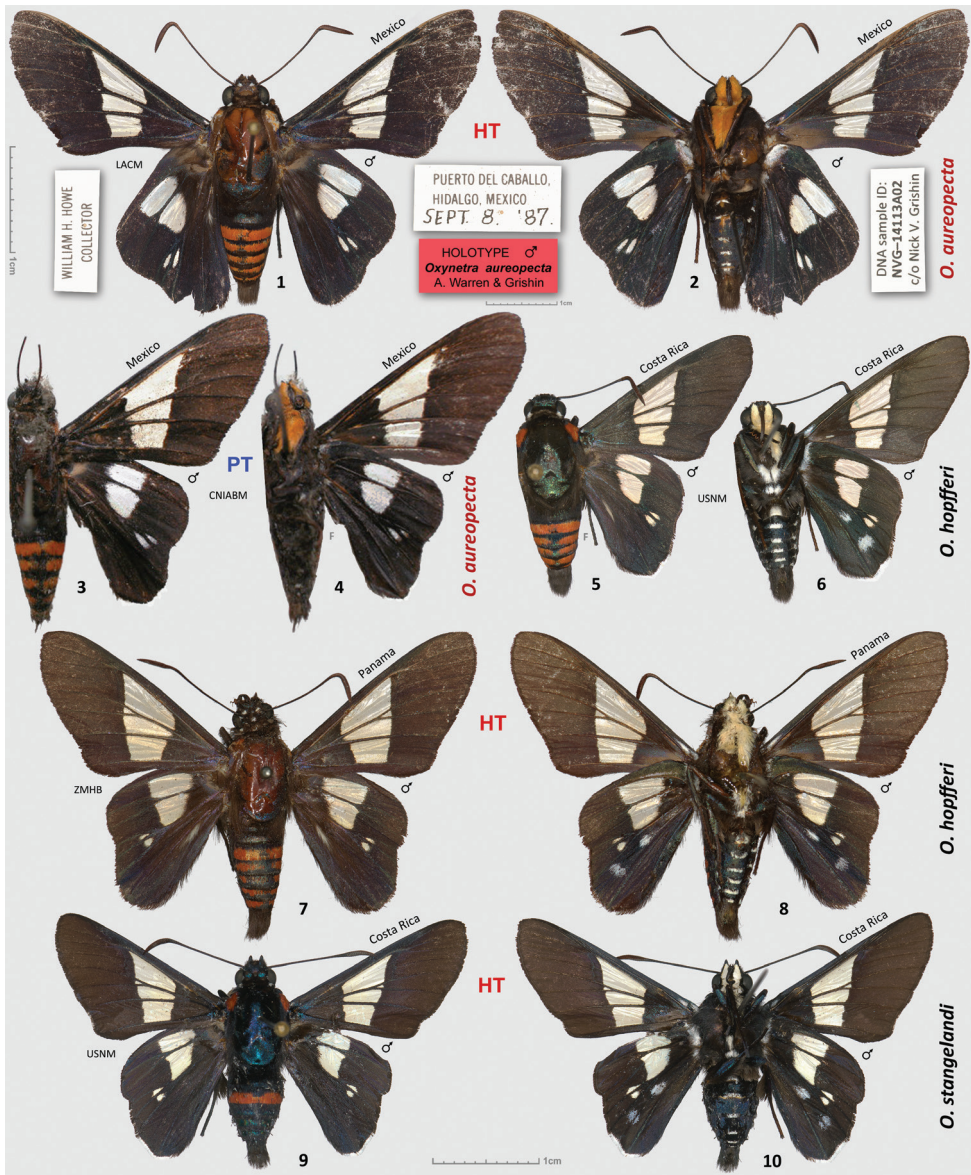 Mexico
Mexico
HT
LACM
♂
♂
WILLIAM H. HOWE
COLLECTOR
PUERTO DEL CABALLO,
HIDALGO, MEXICO
SEPT. 8. '87.
HOLOTYPE ♂
Oxynetra aureopecta
A. Warren & Grishin
DNA sample ID:
NVG–14113A02
c/o Nick V. Grishin
O. aureopecta
1cm
1cm
1
2
Mexico
Mexico
Costa Rica
Costa Rica
♂
PT
CNIABM
♂
♂
USNM
♂
F
F
O. aureopecta
O. hopfferi
3
4
5
6
Panama
HT
Panama
ZMHB
♂
♂
O. hopfferi
7
8
Costa Rica
HT
Costa Rica
USNM
♂
♂
O. stangelandi
9
1cm
10